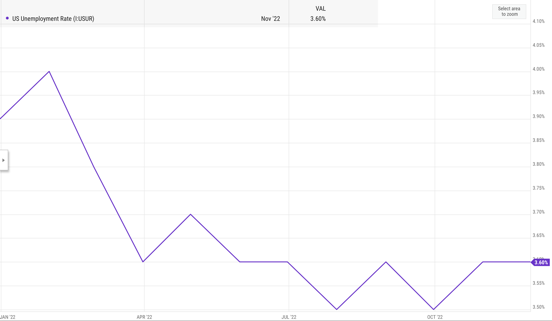 VAL
US Unemployment Rate (I:USUR) Nov '22 3.60%
Select area
to zoom
4.10%
4.05%
4.00%
3.95%
3.90%
3.85%
3.80%
3.75%
3.70%
3.65%
3.60%
3.55%
3.50%
JAN '22 APR '22 JUL '22 OCT '22